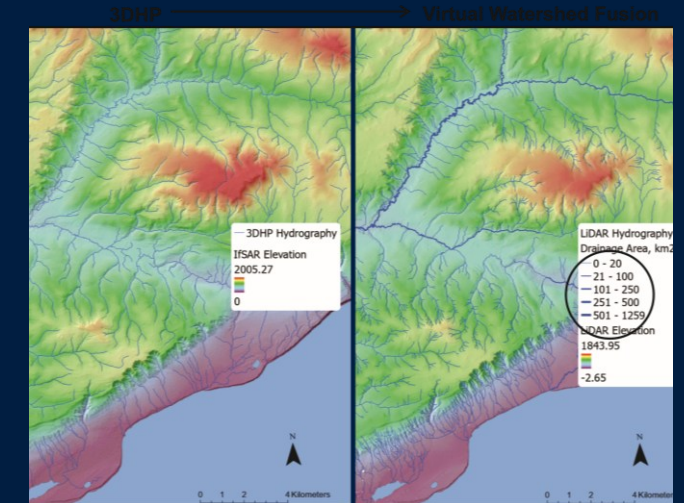 3DHP
Virtual Watershed Fusion
3DHP Hydrography
IfSAR Elevation
2005.27
0
N
0 1 2 4 Kilometers
LiDAR Hydrography
Drainage Area, km2
0 - 20
21 - 100
101 - 250
251 - 500
501 - 1259
LiDAR Elevation
1843.95
-2.65
N
0 1 2 4 Kilometers